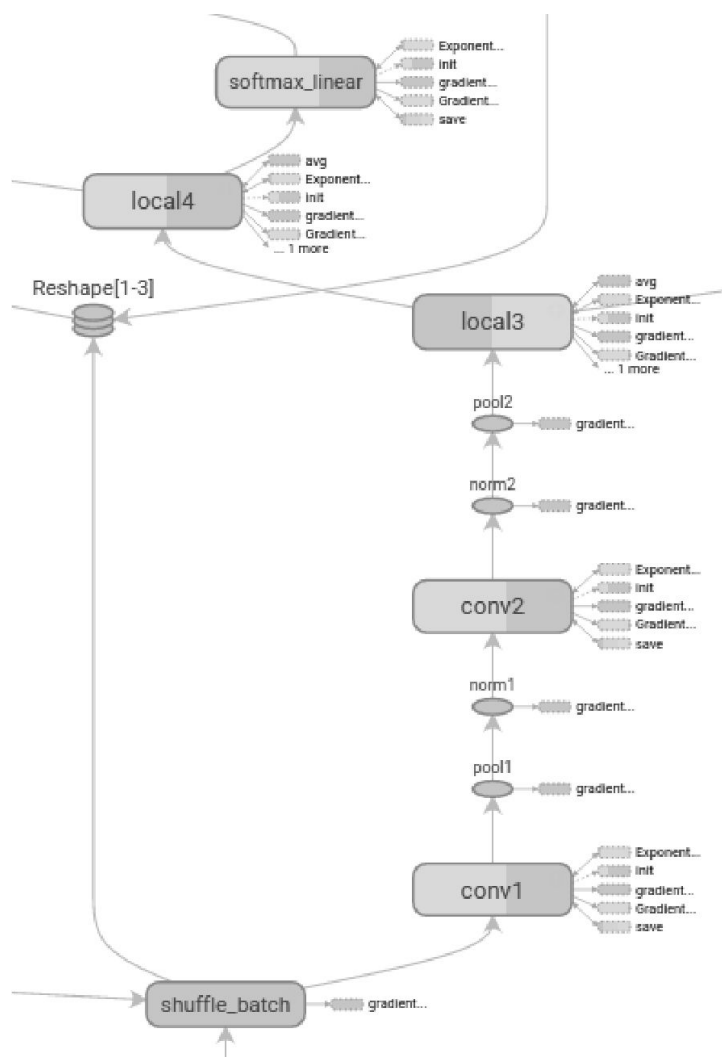 Exponent...
init
softmax_linear
gradient...
Gradient...
save
avg
Exponent...
local4
init
gradient...
Gradient...
... 1 more
Reshape[1-3]
avg
Exponent...
local3
init
gradient...
Gradient...
... 1 more
pool2
gradient...
norm2
gradient...
Exponent...
init
conv2
gradient...
Gradient...
save
norm1
gradient...
pool1
gradient...
Exponent...
init
conv1
gradient...
Gradient...
save
shuffle_batch
gradient...